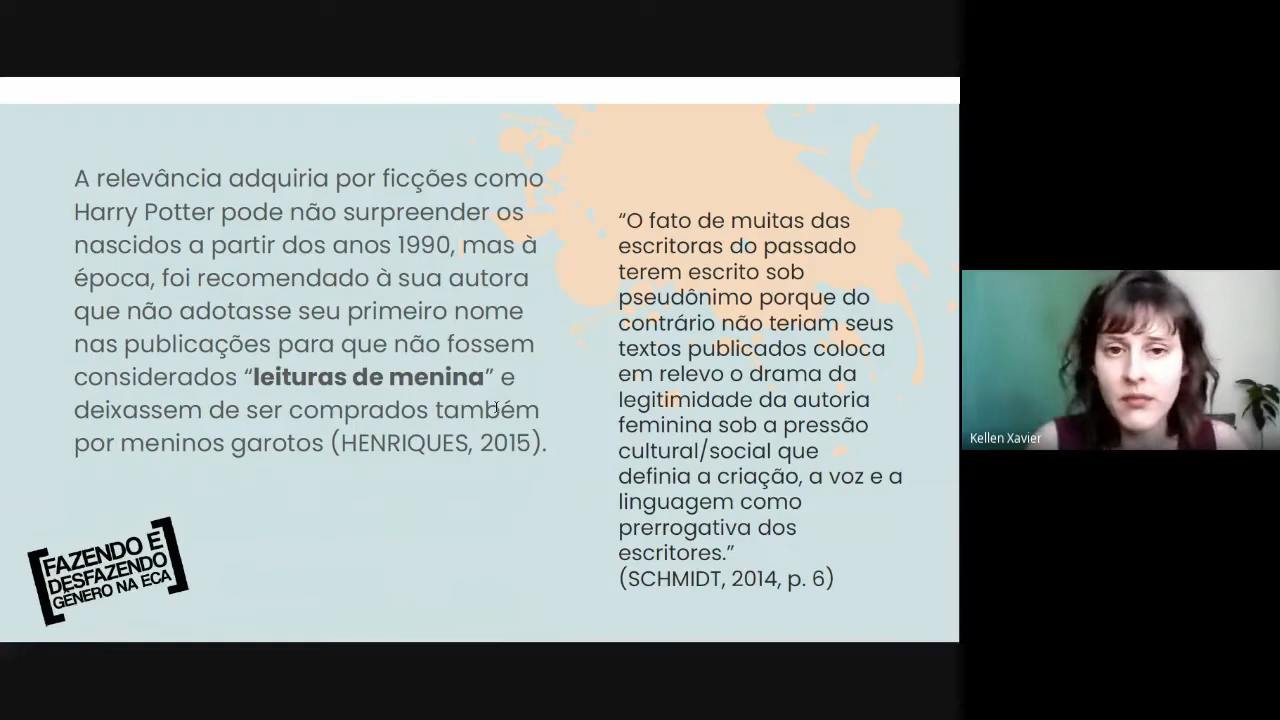 A relevância adquiria por ficções como
Harry Potter pode não surpreender os
nascidos a partir dos anos 1990, mas à
época, foi recomendado à sua autora
que não adotasse seu primeiro nome
nas publicações para que não fossem
considerados “leituras de menina” e
deixassem de ser comprados também
por meninos garotos (HENRIQUES, 2015).
“O fato de muitas das
escritoras do passado
terem escrito sob
pseudônimo porque do
contrário não teriam seus
textos publicados coloca
em relevo o drama da
legitimidade da autoria
feminina sob a pressão
cultural/social que
definia a criação, a voz e a
linguagem como
prerrogativa dos
escritores.”
(SCHMIDT, 2014, p. 6)
FAZENDO E
DESFAZENDO
GÊNERO NA ECA
Kellen Xavier